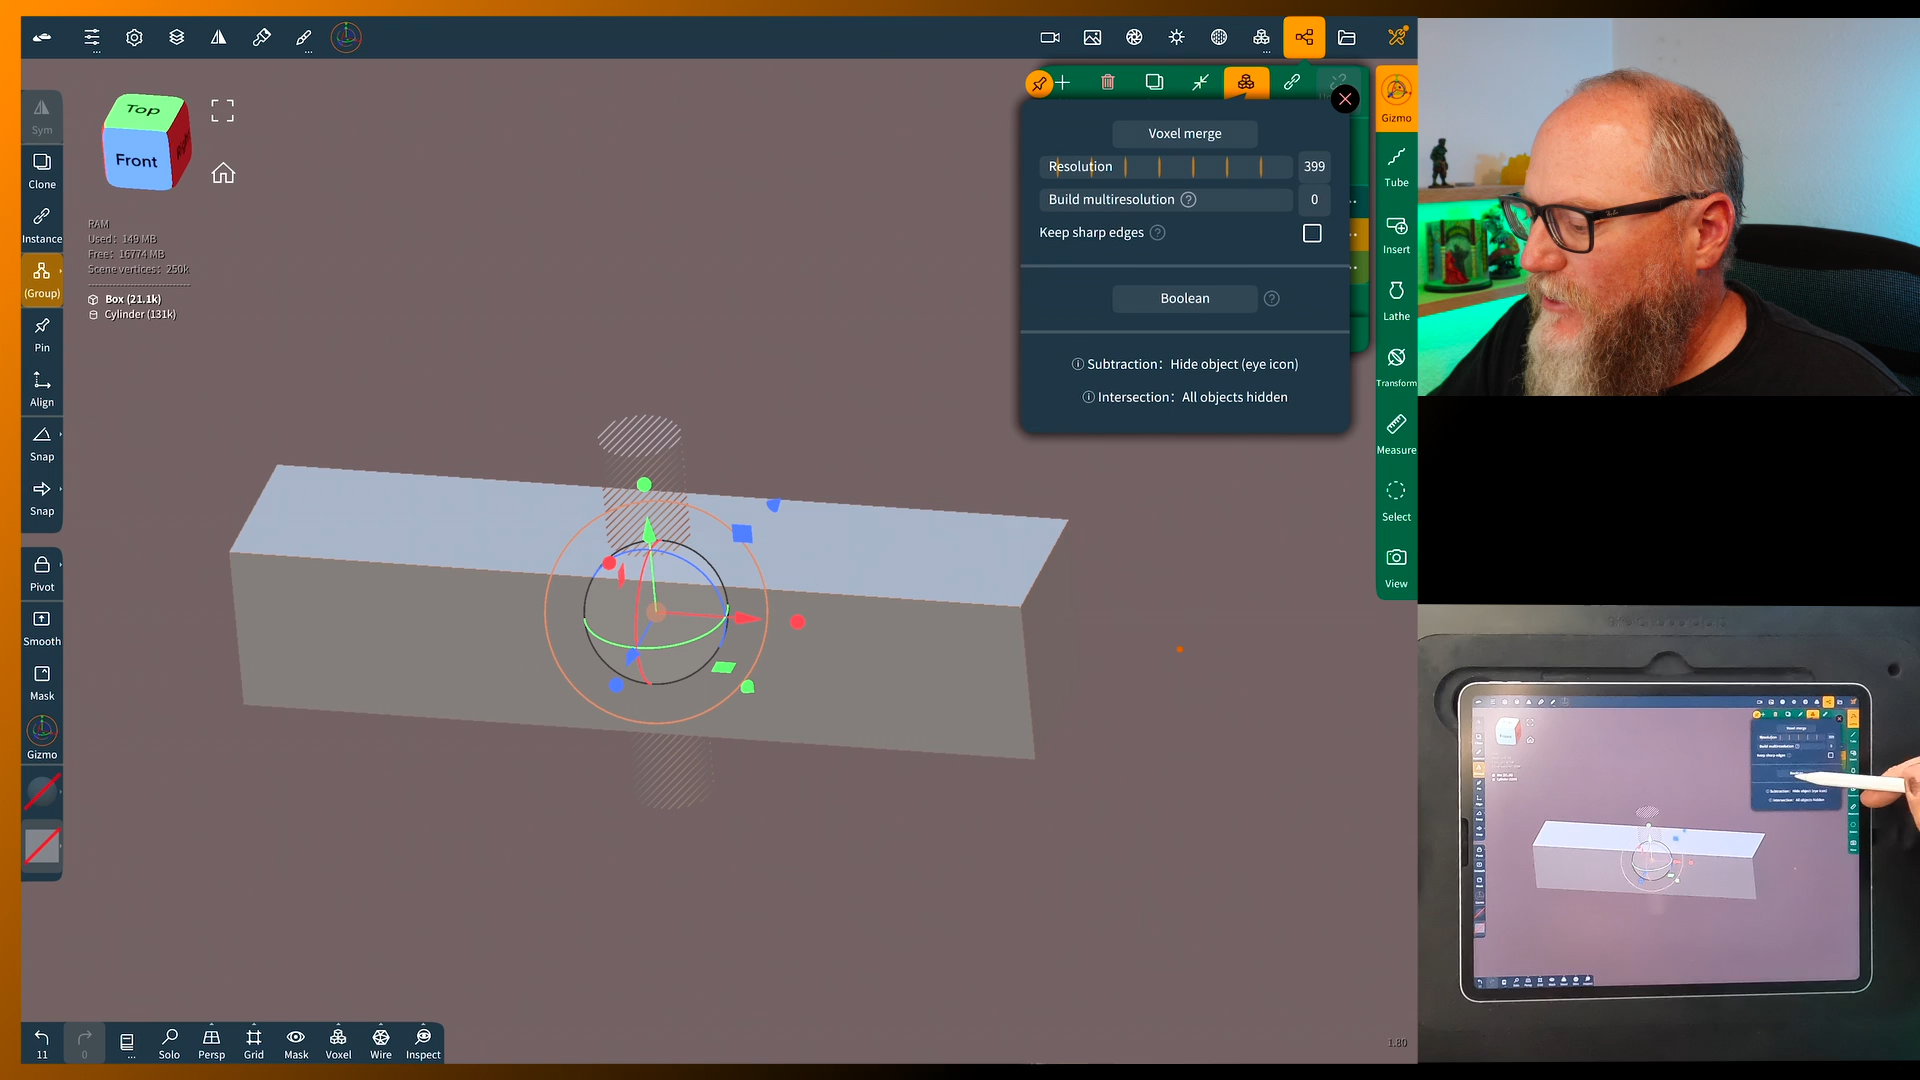 Sym
Clone
Instance
(Group)
Pin
Align
Snap
Snap
Pivot
Smooth
Mask
Gizmo
Top
Front
RAM
Used: 149 MB
Free: 16774 MB
Scene vertices: 250k
Box (21.1k)
Cylinder (131k)
Voxel merge
Resolution
399
Build multiresolution ?
0
Keep sharp edges ?
Boolean ?
Subtraction: Hide object (eye icon)
Intersection: All objects hidden
Gizmo
Tube
Insert
Lathe
Transform
Measure
Select
View
11
0
...
Solo
Persp
Grid
Mask
Voxel
Wire
Inspect
1.80